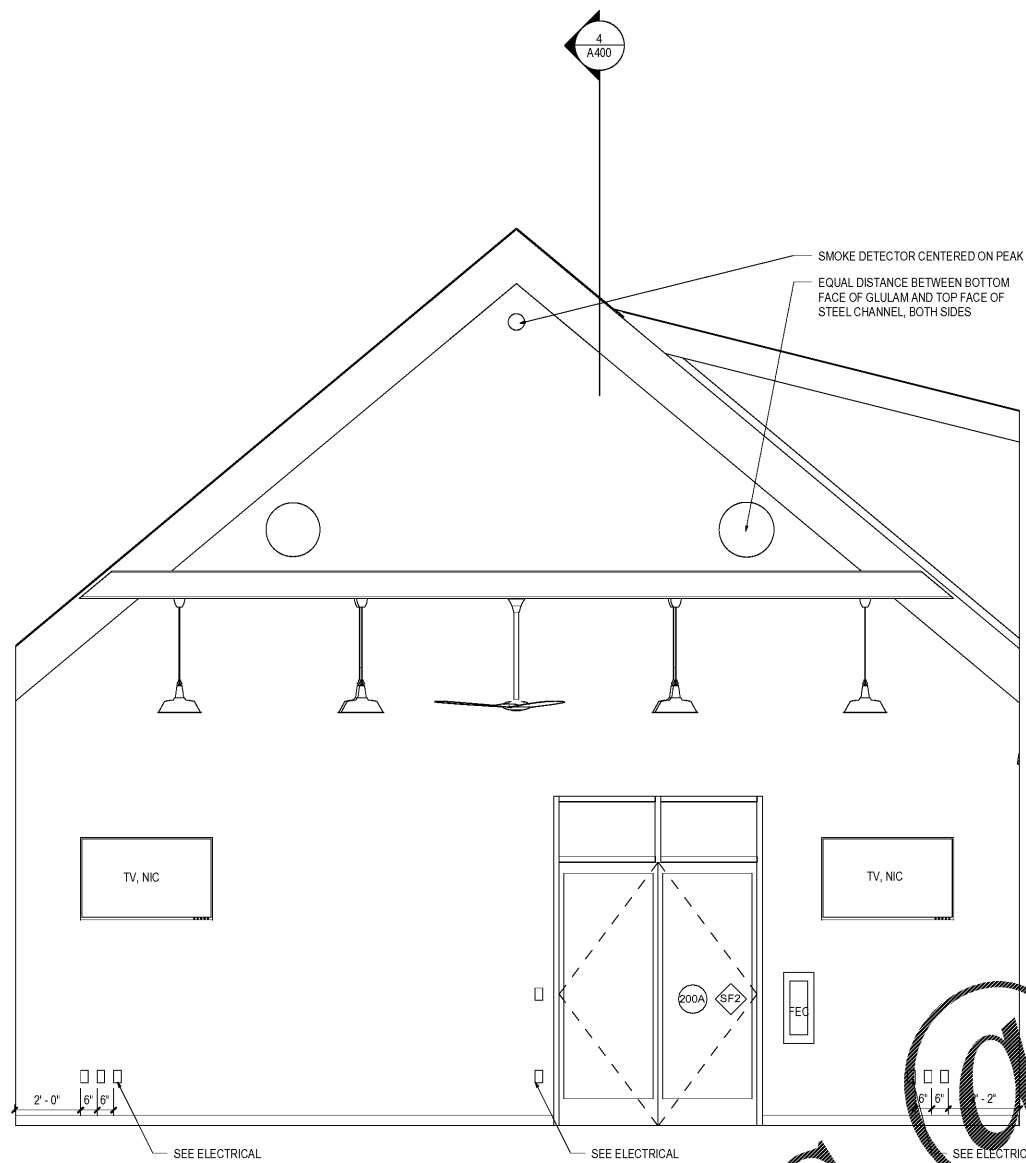 4
A400
SMOKE DETECTOR CENTERED ON PEAK
EQUAL DISTANCE BETWEEN BOTTOM
FACE OF GLULAM AND TOP FACE OF
STEEL CHANNEL, BOTH SIDES
TV, NIC
TV, NIC
200A
SF2
FEC
2' - 0"
6"
6"
6"
6"
SEE ELECTRICAL
SEE ELECTRICAL
SEE